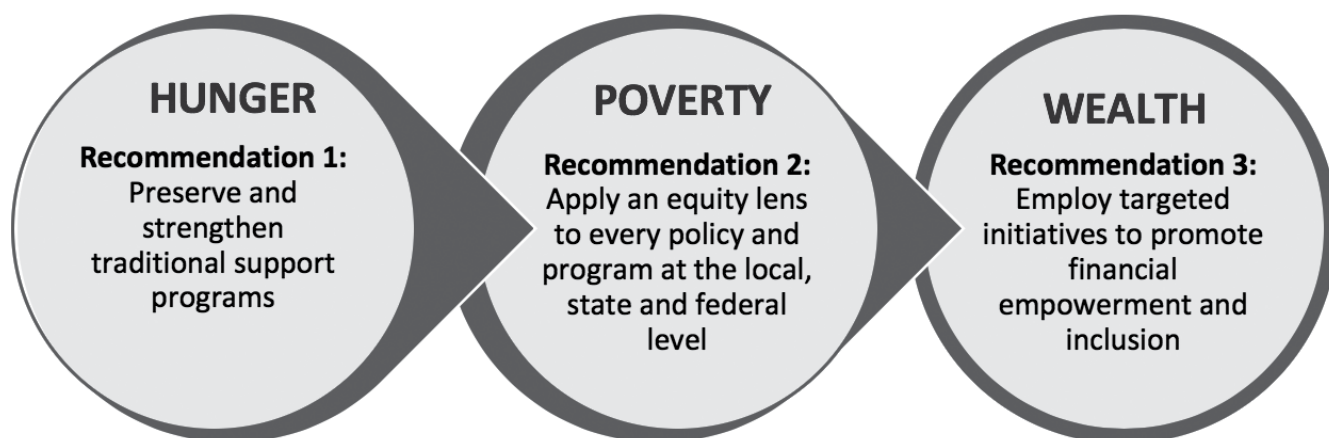 HUNGER
Recommendation 1:
Preserve and
strengthen
traditional support
programs
POVERTY
Recommendation 2:
Apply an equity lens
to every policy and
program at the local,
state and federal
level
WEALTH
Recommendation 3:
Employ targeted
initiatives to promote
financial
empowerment and
inclusion